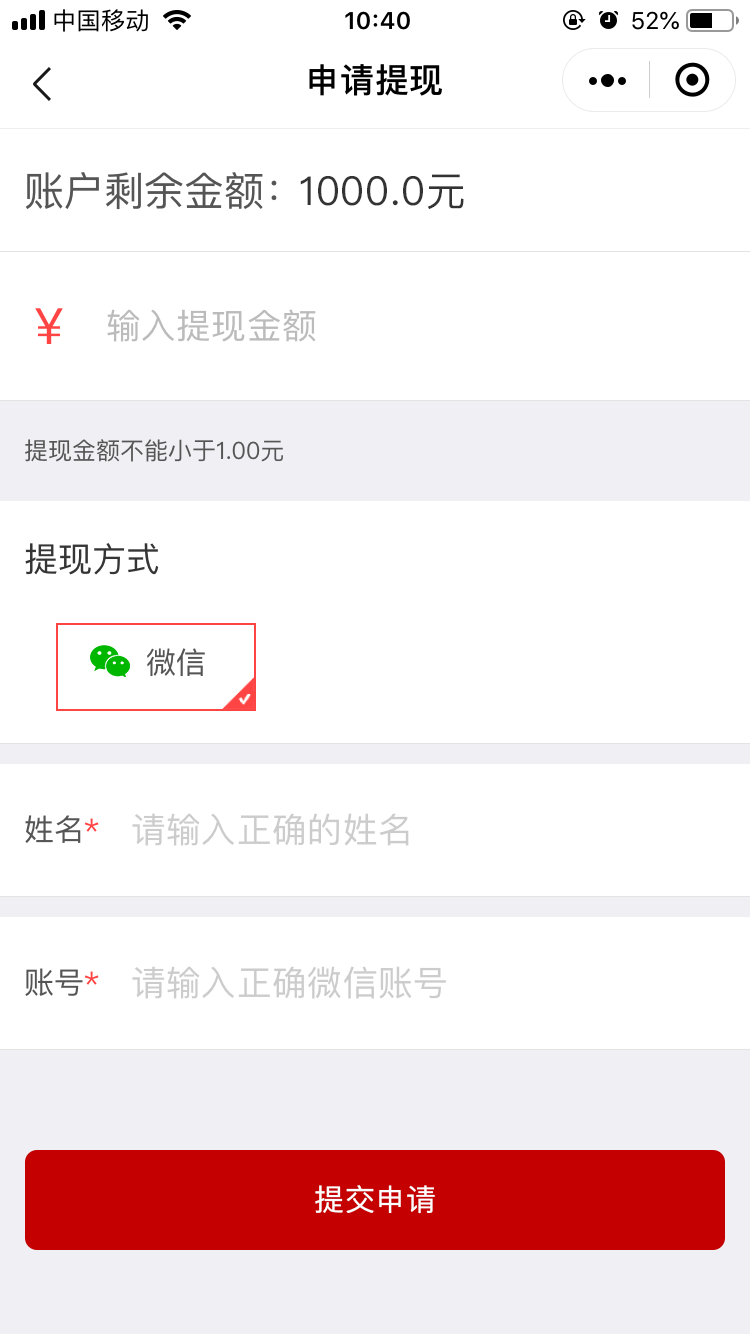 中国移动 10:40 52%
申请提现
账户剩余金额：1000.0元
¥ 输入提现金额
提现金额不能小于1.00元
提现方式
微信
姓名* 请输入正确的姓名
账号* 请输入正确微信账号
提交申请